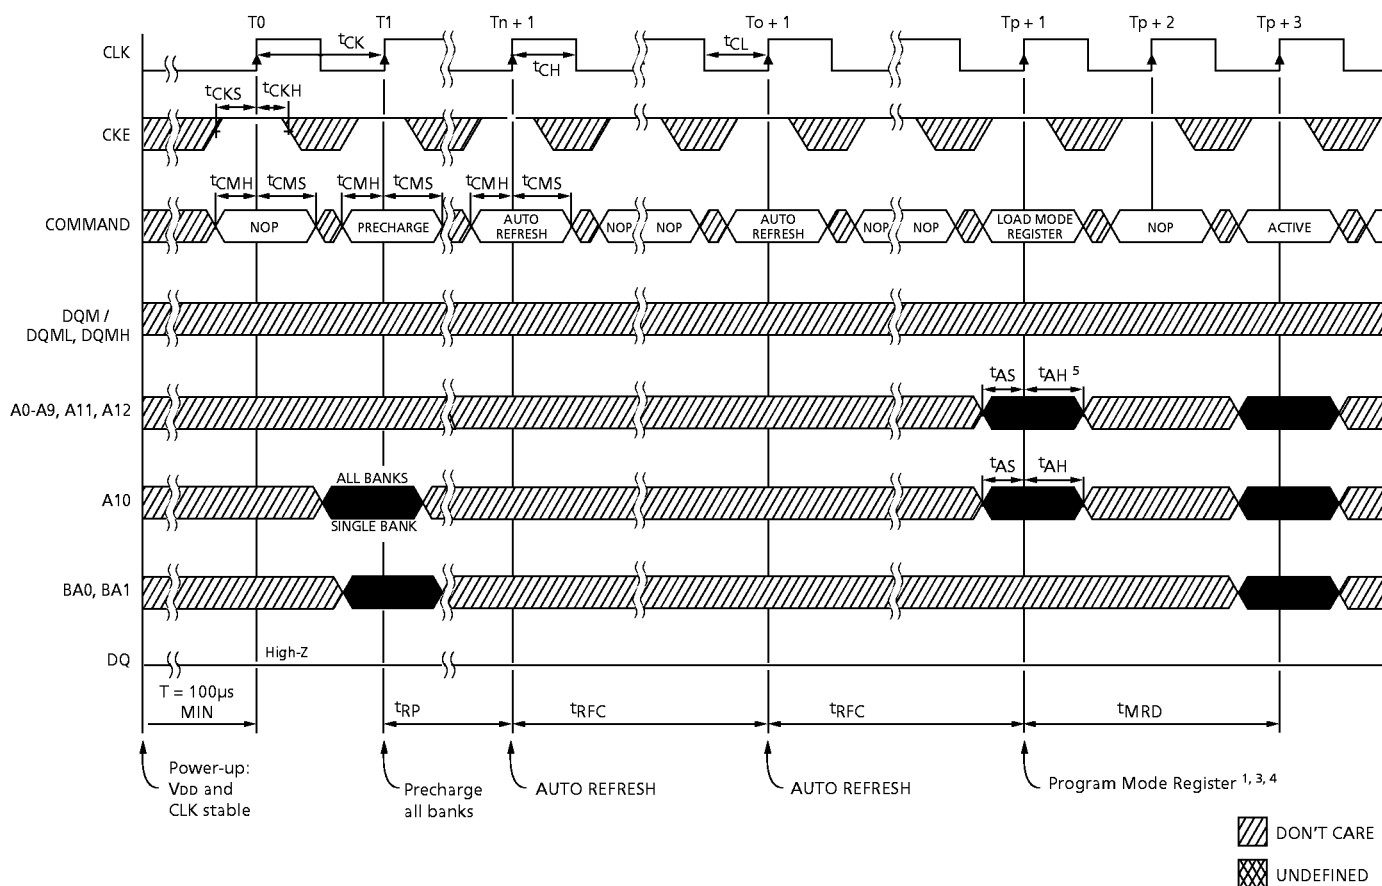 T0 T1 Tn + 1 To + 1 Tp + 1 Tp + 2 Tp + 3
CLK tCK tCH tCL
tCKS tCKH
CKE
tCMH tCMS tCMH tCMS tCMH tCMS
COMMAND NOP PRECHARGE AUTO REFRESH NOP NOP AUTO REFRESH NOP NOP LOAD MODE REGISTER NOP ACTIVE
DQM /
DQML, DQMH
tAS tAH 5
A0-A9, A11, A12
ALL BANKS tAS tAH
A10
SINGLE BANK
BA0, BA1
DQ High-Z
T = 100µs
MIN
tRP tRFC tRFC tMRD
Power-up:
VDD and
CLK stable
Precharge
all banks
AUTO REFRESH
AUTO REFRESH
Program Mode Register 1, 3, 4
DON'T CARE
UNDEFINED